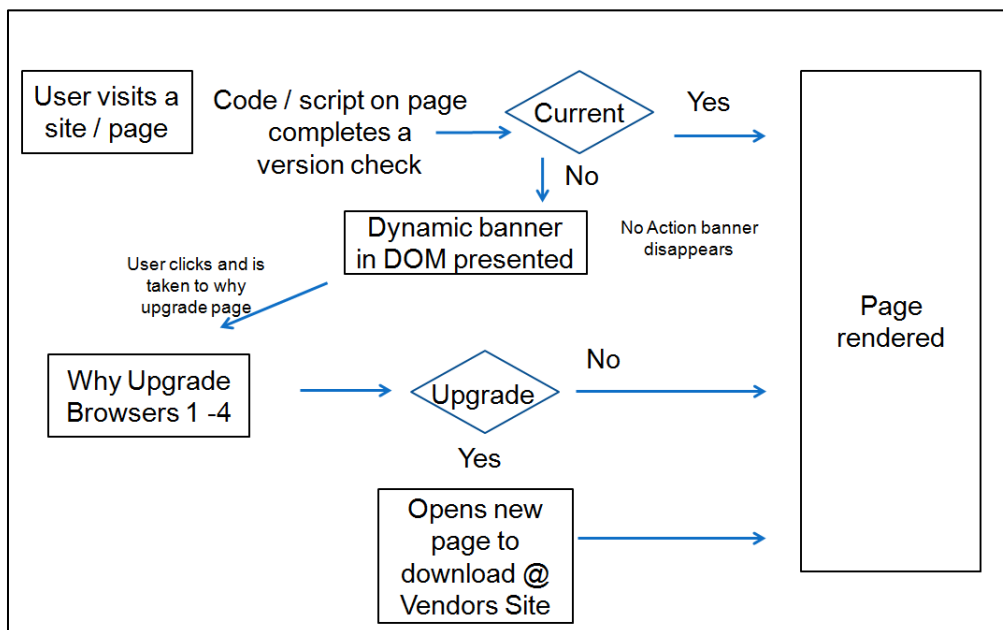 User visits a
site / page
Code / script on page
completes a
version check
Current
Yes
No
Dynamic banner
in DOM presented
No Action banner
disappears
User clicks and is
taken to why
upgrade page
Page
rendered
Why Upgrade
Browsers 1 -4
Upgrade
No
Yes
Opens new
page to
download @
Vendors Site